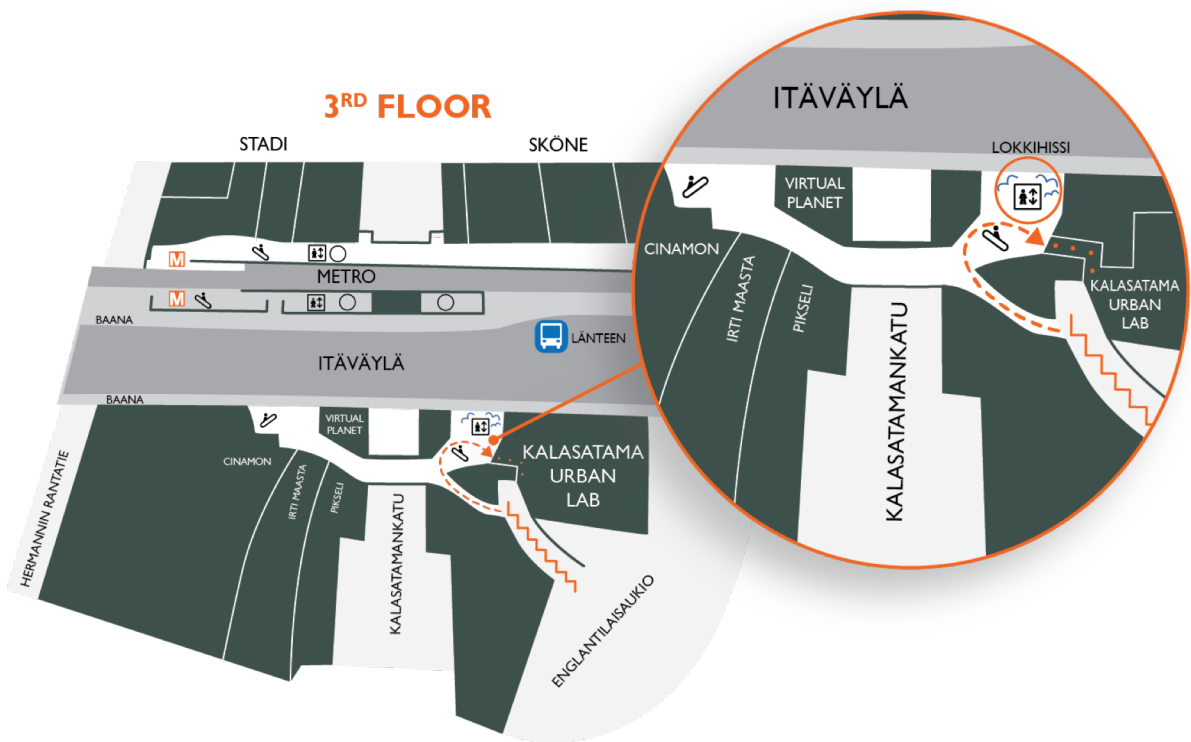 3RD FLOOR
STADI
SKÖNE
M
METRO
M
BAANA
LÄNTEEN
ITÄVÄYLÄ
BAANA
VIRTUAL
PLANET
CINAMON
IRTI MAASTA
PIKSELI
KALASATAMA
URBAN
LAB
HERMANNIN RANTATIE
KALASATAMANKATU
ENGLANTILAISAUKIO
ITÄVÄYLÄ
LOKKIHISSI
VIRTUAL
PLANET
CINAMON
IRTI MAASTA
PIKSELI
KALASATAMA
URBAN
LAB
KALASATAMANKATU